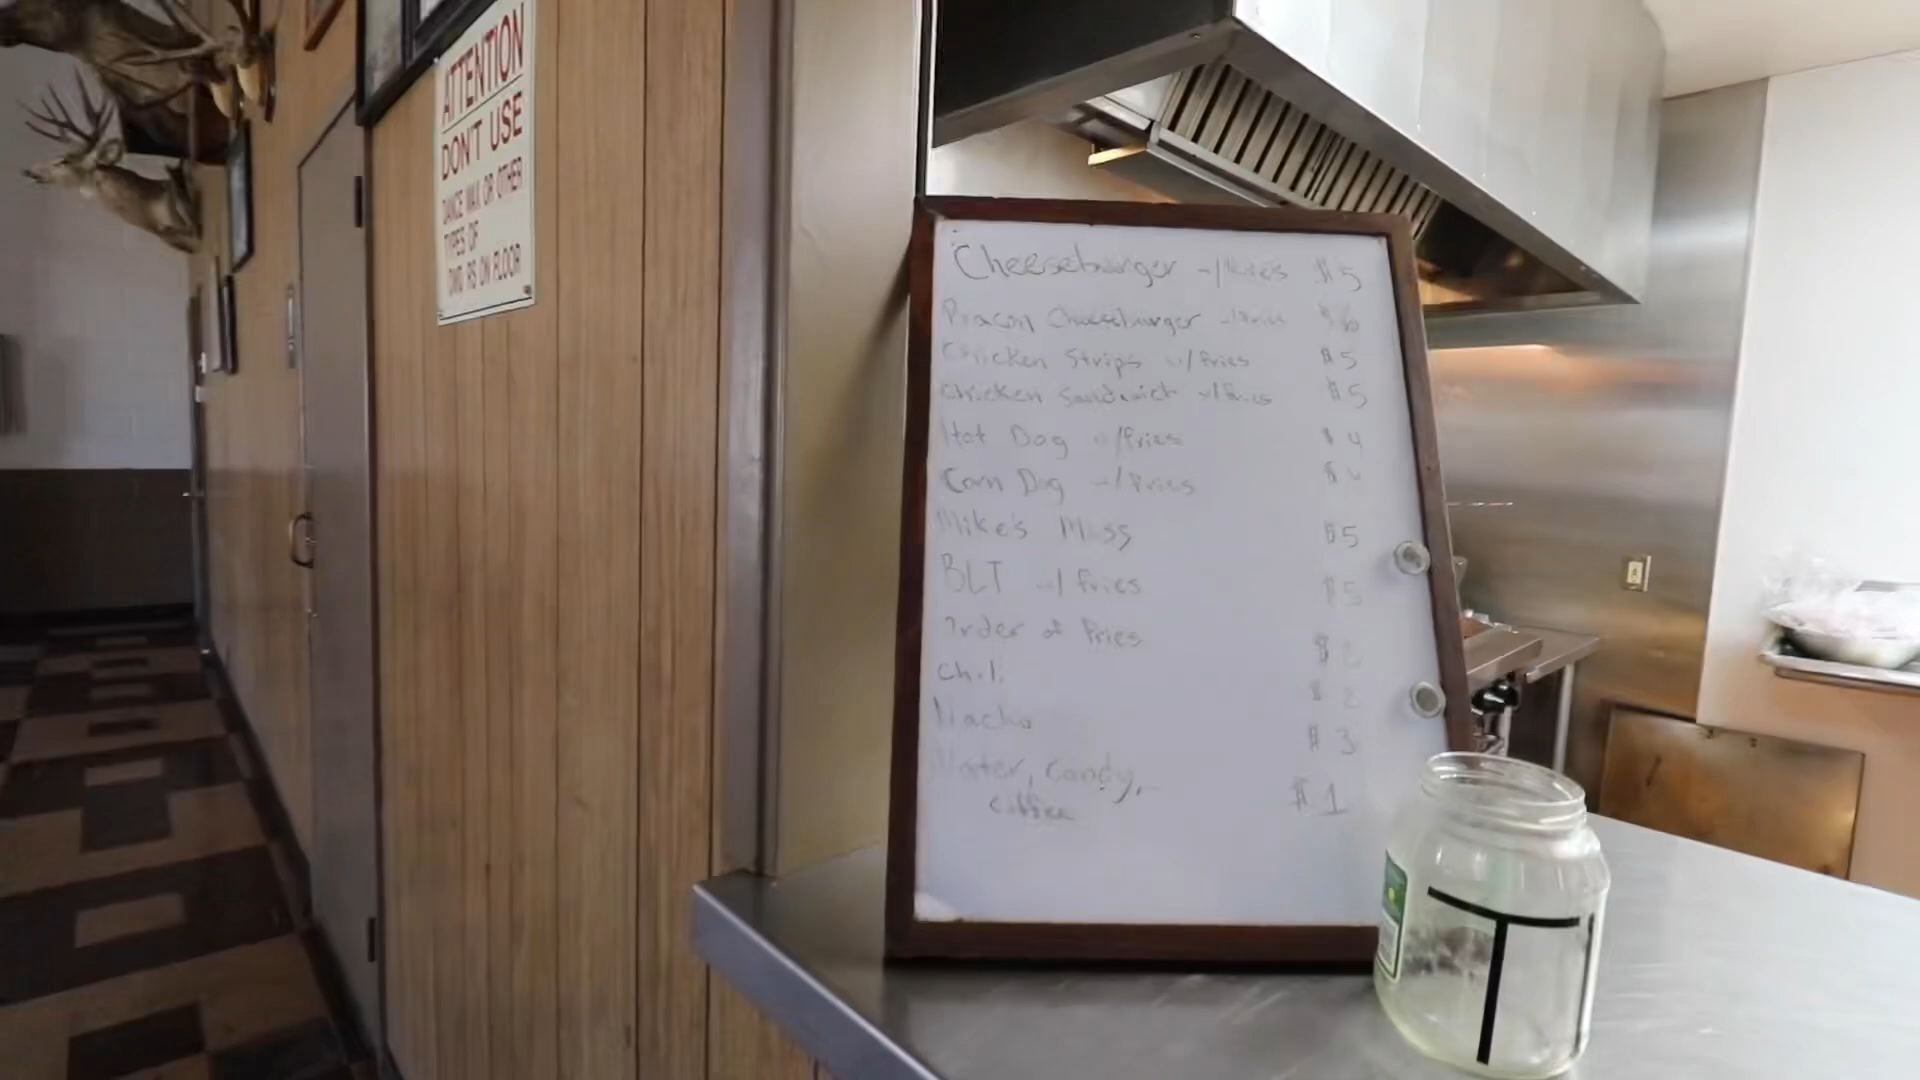 ATTENTION
DON'T USE
DANCE WAX OR OTHER
TYPES OF
ON FLOOR
Cheeseburger w/fries $5
Bacon Cheeseburger w/fries $6
Chicken Strips w/fries $5
Chicken Sandwich w/fries $5
Hot Dog w/fries $4
Corn Dog w/fries $4
Mike's Mess $5
BLT w/fries $5
Order of fries $2
Chili $2
Nacho $3
Water, candy,
coffee $1
T